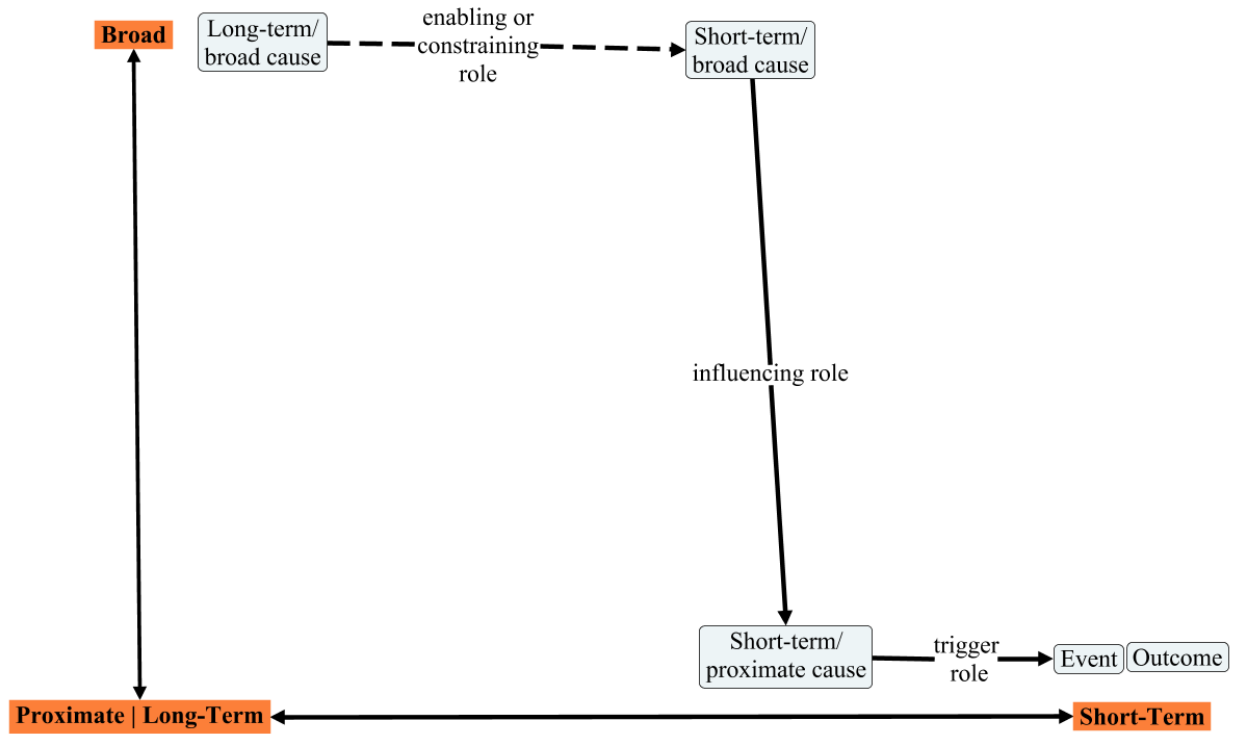 Broad
Long-term/
broad cause
enabling or
constraining
role
Short-term/
broad cause
influencing role
Short-term/
proximate cause
trigger
role
Event
Outcome
Proximate | Long-Term
Short-Term